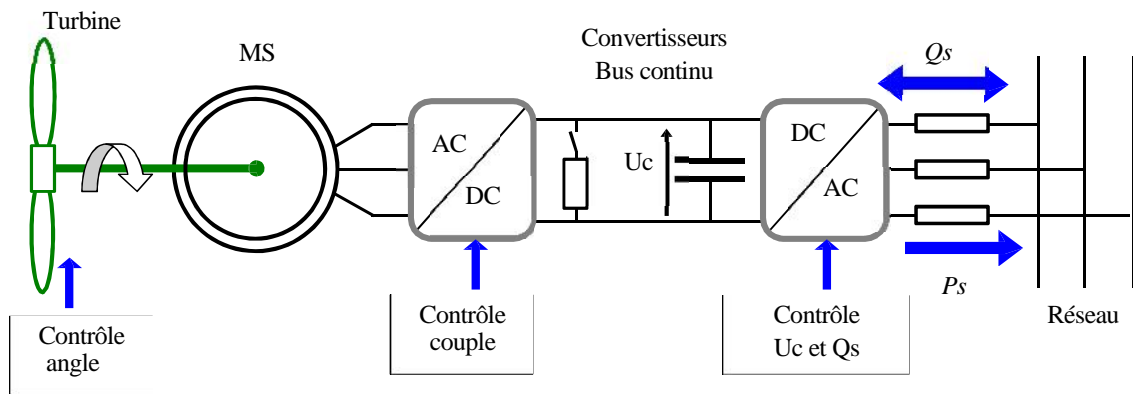 Turbine
MS
Convertisseurs
Bus continu
Qs
AC
DC
Uc
DC
AC
Ps
Contrôle
angle
Contrôle
couple
Contrôle
Uc et Qs
Réseau